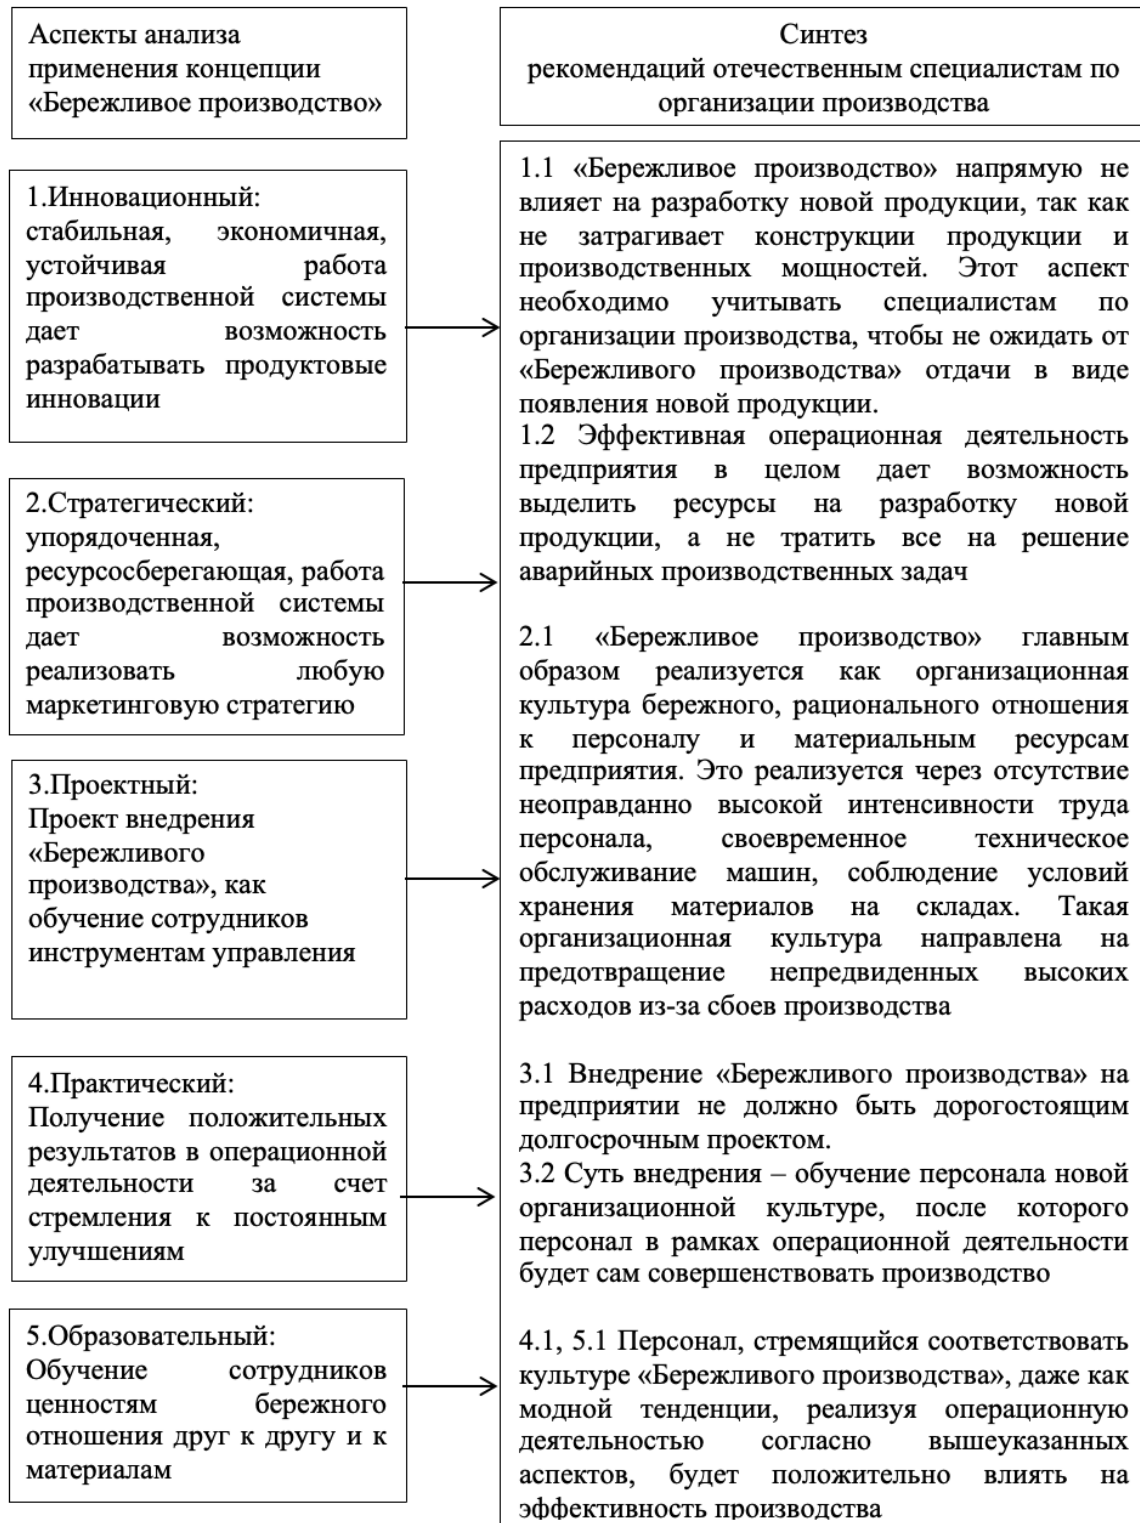 Аспекты анализа
применения концепции
«Бережливое производство»
Синтез
рекомендаций отечественным специалистам по
организации производства
1.Инновационный:
стабильная, экономичная,
устойчивая работа
производственной системы
дает возможность
разрабатывать продуктовые
инновации
2.Стратегический:
упорядоченная,
ресурсосберегающая, работа
производственной системы
дает возможность
реализовать любую
маркетинговую стратегию
3.Проектный:
Проект внедрения
«Бережливого
производства», как
обучение сотрудников
инструментам управления
4.Практический:
Получение положительных
результатов в операционной
деятельности за счет
стремления к постоянным
улучшениям
5.Образовательный:
Обучение сотрудников
ценностям бережного
отношения друг к другу и к
материалам
1.1 «Бережливое производство» напрямую не
влияет на разработку новой продукции, так как
не затрагивает конструкции продукции и
производственных мощностей. Этот аспект
необходимо учитывать специалистам по
организации производства, чтобы не ожидать от
«Бережливого производства» отдачи в виде
появления новой продукции.
1.2 Эффективная операционная деятельность
предприятия в целом дает возможность
выделить ресурсы на разработку новой
продукции, а не тратить все на решение
аварийных производственных задач
2.1 «Бережливое производство» главным
образом реализуется как организационная
культура бережного, рационального отношения
к персоналу и материальным ресурсам
предприятия. Это реализуется через отсутствие
неоправданно высокой интенсивности труда
персонала, своевременное техническое
обслуживание машин, соблюдение условий
хранения материалов на складах. Такая
организационная культура направлена на
предотвращение непредвиденных высоких
расходов из-за сбоев производства
3.1 Внедрение «Бережливого производства» на
предприятии не должно быть дорогостоящим
долгосрочным проектом.
3.2 Суть внедрения – обучение персонала новой
организационной культуре, после которого
персонал в рамках операционной деятельности
будет сам совершенствовать производство
4.1, 5.1 Персонал, стремящийся соответствовать
культуре «Бережливого производства», даже как
модной тенденции, реализуя операционную
деятельностью согласно вышеуказанных
аспектов, будет положительно влиять на
эффективность производства